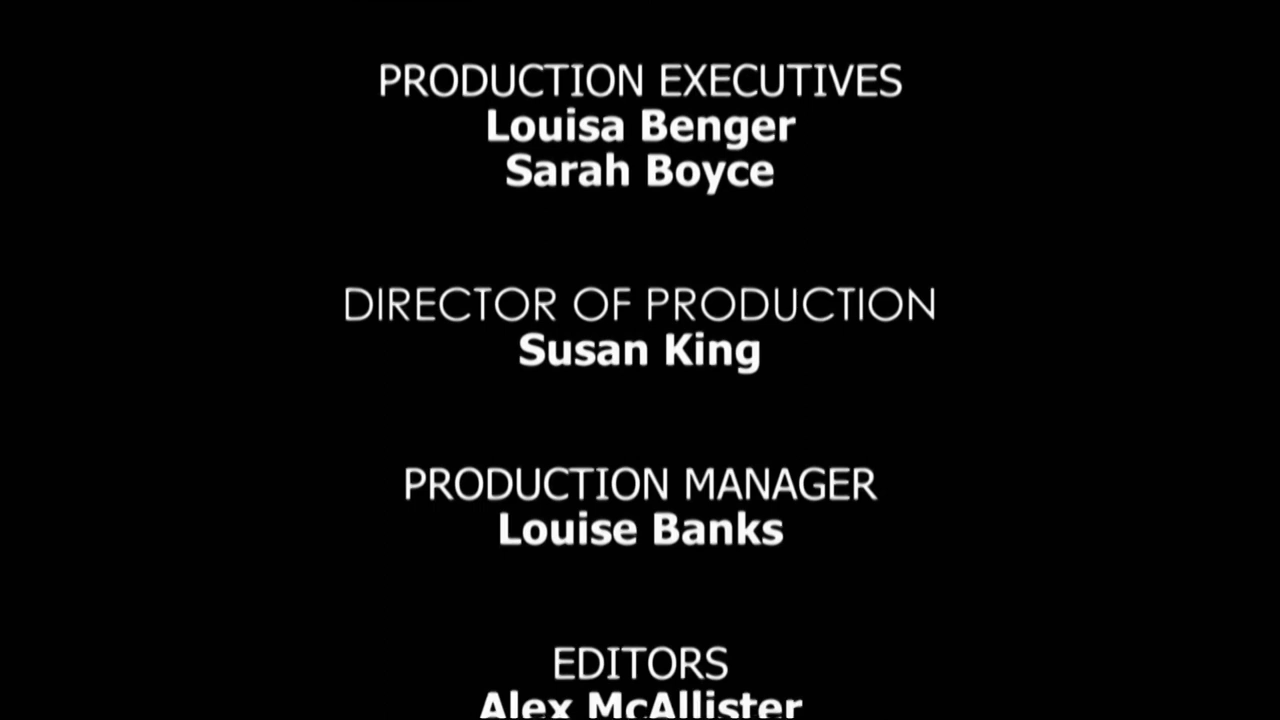 PRODUCTION EXECUTIVES
Louisa Benger
Sarah Boyce
DIRECTOR OF PRODUCTION
Susan King
PRODUCTION MANAGER
Louise Banks
EDITORS
Alex McAllister